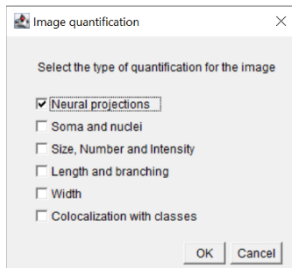 Image quantification
Select the type of quantification for the image
Neural projections
Soma and nuclei
Size, Number and Intensity
Length and branching
Width
Colocalization with classes
OK Cancel